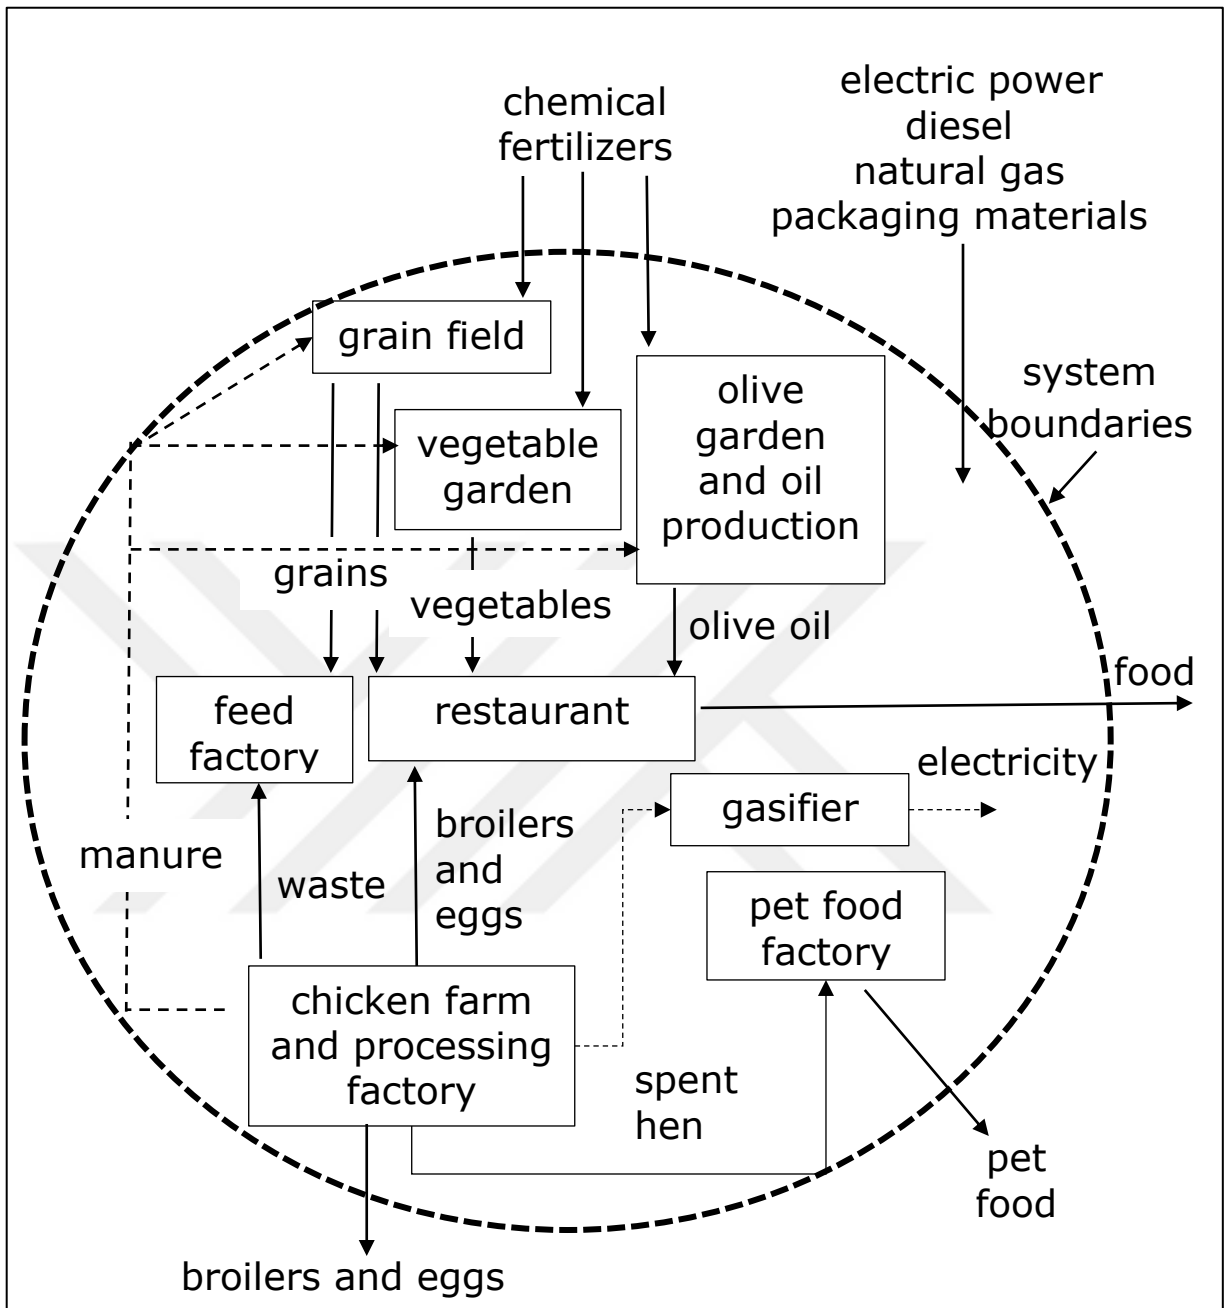 chemical
fertilizers
electric power
diesel
natural gas
packaging materials
grain field
system
boundaries
olive
garden
and oil
production
vegetable
garden
grains
vegetables
olive oil
food
feed
factory
restaurant
electricity
gasifier
manure
waste
broilers
and
eggs
pet food
factory
chicken farm
and processing
factory
spent
hen
pet
food
broilers and eggs